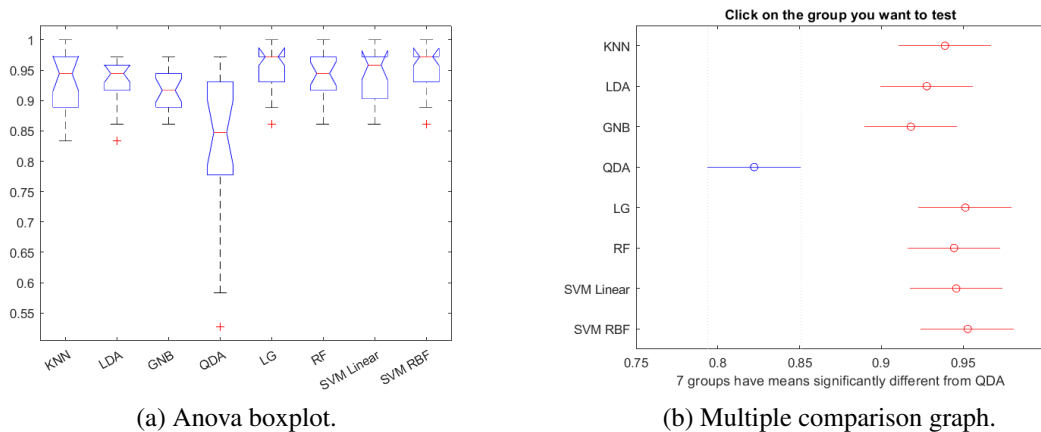 1
0.95
0.9
0.85
0.8
0.75
0.7
0.65
0.6
0.55
KNN
LDA
GNB
QDA
LG
RF
SVM Linear
SVM RBF
(a) Anova boxplot.
Click on the group you want to test
KNN
LDA
GNB
QDA
LG
RF
SVM Linear
SVM RBF
0.75
0.8
0.85
0.9
0.95
7 groups have means significantly different from QDA
(b) Multiple comparison graph.